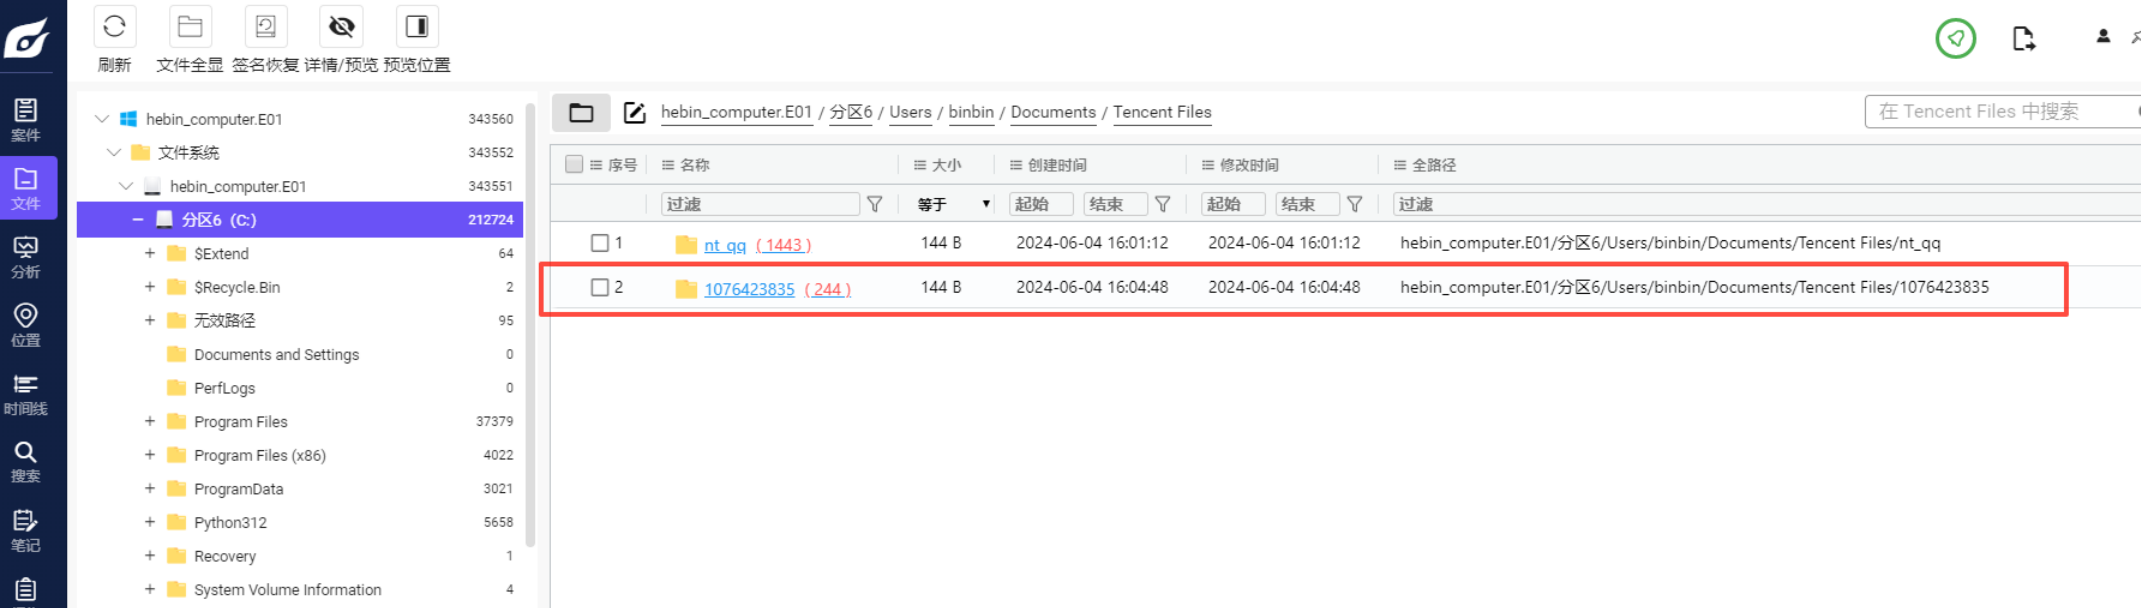 刷新 文件全显 签名恢复 详情/预览 预览位置
案件
文件
分析
位置
时间线
搜索
笔记
hebin_computer.E01 343560
文件系统 343552
hebin_computer.E01 343551
分区6 (C:) 212724
$Extend 64
$Recycle.Bin 2
无效路径 95
Documents and Settings 0
PerfLogs 0
Program Files 37379
Program Files (x86) 4022
ProgramData 3021
Python312 5658
Recovery 1
System Volume Information 4
hebin_computer.E01 / 分区6 / Users / binbin / Documents / Tencent Files
在 Tencent Files 中搜索
序号 名称 大小 创建时间 修改时间 全路径
过滤 等于 起始 结束 起始 结束 过滤
1 nt_qq (1443) 144 B 2024-06-04 16:01:12 2024-06-04 16:01:12 hebin_computer.E01/分区6/Users/binbin/Documents/Tencent Files/nt_qq
2 1076423835 (244) 144 B 2024-06-04 16:04:48 2024-06-04 16:04:48 hebin_computer.E01/分区6/Users/binbin/Documents/Tencent Files/1076423835